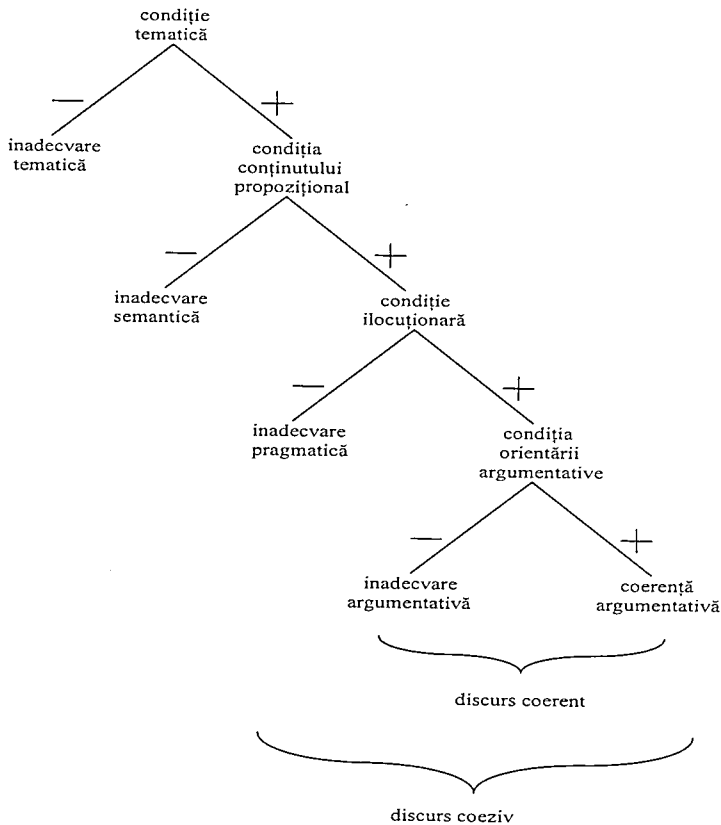 condiție
tematică
—
+
inadecvare
tematică
condiția
conținutului
propozițional
—
+
inadecvare
semantică
condiție
ilocuționară
—
+
inadecvare
pragmatică
condiția
orientării
argumentative
—
+
inadecvare
argumentativă
coerență
argumentativă
discurs coerent
discurs coeziv